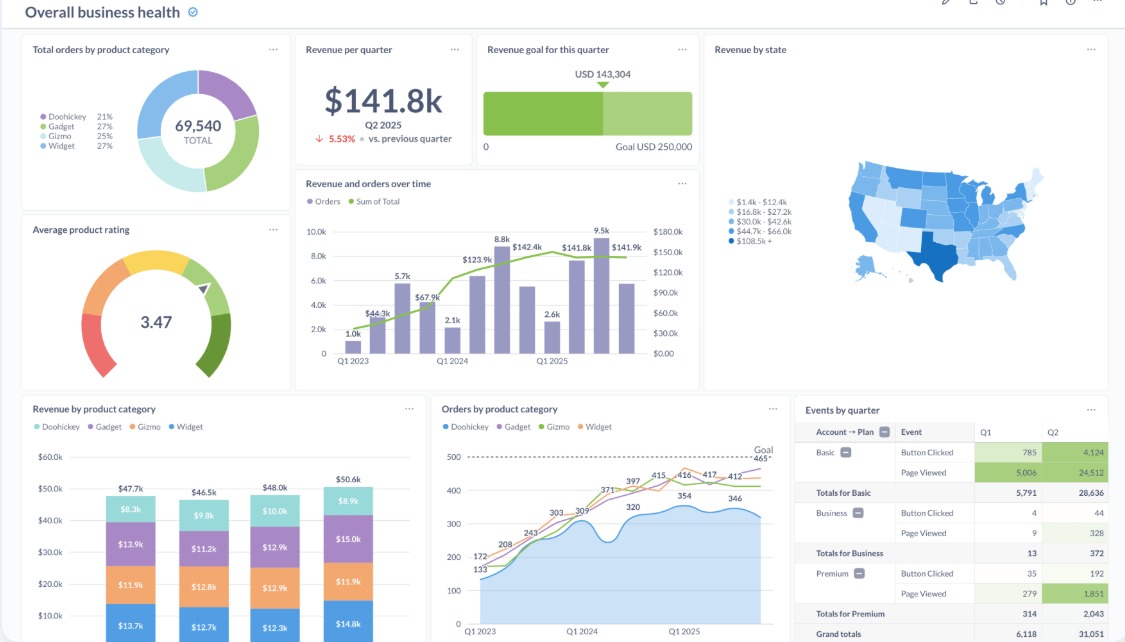 Overall business health
Total orders by product category
Doohickey 21%
Gadget 27%
Gizmo 25%
Widget 27%
69,540
TOTAL
Revenue per quarter
$141.8k
Q2 2025
5.53% • vs. previous quarter
Revenue goal for this quarter
USD 143,304
0 Goal USD 250,000
Revenue by state
$1.4k - $12.4k
$16.8k - $27.2k
$30.0k - $42.6k
$44.7k - $66.0k
$108.5k +
Average product rating
3.47
Revenue and orders over time
Orders Sum of Total
10.0k
8.0k
6.0k
4.0k
2.0k
0
$180.0k
$150.0k
$120.0k
$90.0k
$60.0k
$30.0k
$0.00
1.0k
$44.3k
5.7k
$67.9k
2.1k
$123.9k
8.8k
$142.4k
2.6k
$141.8k
9.5k
$141.9k
Q1 2023 Q1 2024 Q1 2025
Revenue by product category
Doohickey Gadget Gizmo Widget
$60.0k
$50.0k
$40.0k
$30.0k
$20.0k
$10.0k
$47.7k $46.5k $48.0k $50.6k
$8.3k $9.8k $10.0k $8.9k
$13.9k $11.2k $12.9k $15.0k
$11.9k $12.8k $12.9k $11.9k
$13.7k $12.7k $12.3k $14.8k
Orders by product category
Doohickey Gadget Gizmo Widget
500
400
300
200
100
0
Goal
465
172
133
208
243
303
309
371
397
320
415
416
354
417
412
346
Q1 2023 Q1 2024 Q1 2025
Events by quarter
Account → Plan Event Q1 Q2
Basic Button Clicked 785 4,124
Page Viewed 5,006 24,512
Totals for Basic 5,791 28,636
Business Button Clicked 4 44
Page Viewed 9 328
Totals for Business 13 372
Premium Button Clicked 35 192
Page Viewed 279 1,851
Totals for Premium 314 2,043
Grand totals 6,118 31,051